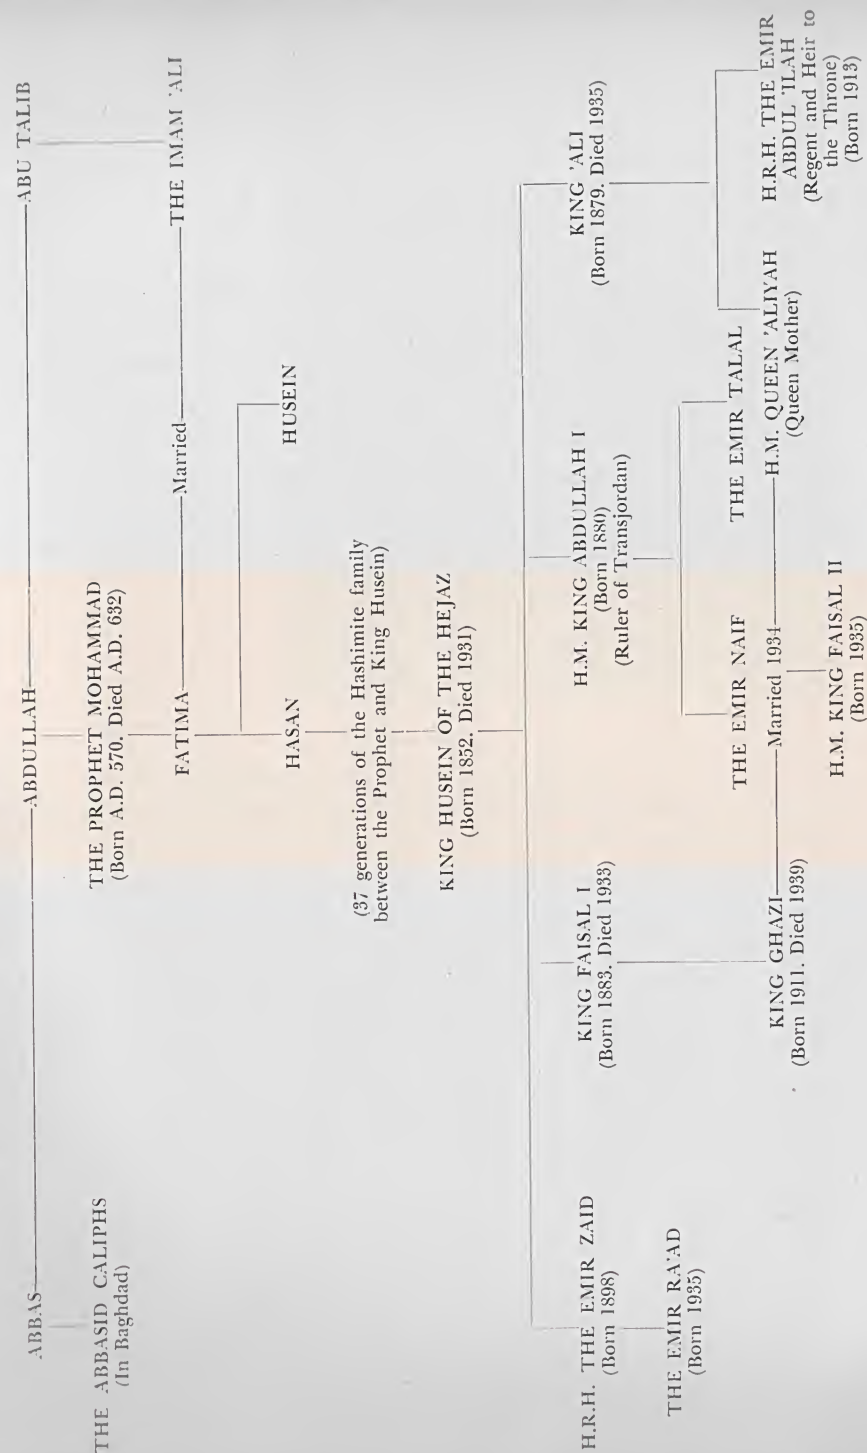 ABBAS ABDULLAH ABU TALIB
THE ABBASID CALIPHS
(In Baghdad)
THE PROPHET MOHAMMAD
(Born A.D. 570. Died A.D. 632)
FATIMA Married THE IMAM 'ALI
HASAN HUSEIN
(37 generations of the Hashimite family
between the Prophet and King Husein)
KING HUSEIN OF THE HEJAZ
(Born 1852. Died 1931)
H.R.H. THE EMIR ZAID
(Born 1898)
KING FAISAL I
(Born 1883. Died 1933)
H.M. KING ABDULLAH I
(Born 1880)
(Ruler of Transjordan)
KING 'ALI
(Born 1879. Died 1935)
THE EMIR RA'AD
(Born 1935)
THE EMIR NAIF THE EMIR TALAL
KING GHAZI Married 1934 H.M. QUEEN 'ALIYAH
(Born 1911. Died 1939)
(Queen Mother)
H.R.H. THE EMIR
ABDUL 'ILAH
(Regent and Heir to
the Throne)
(Born 1913)
H.M. KING FAISAL II
(Born 1935)